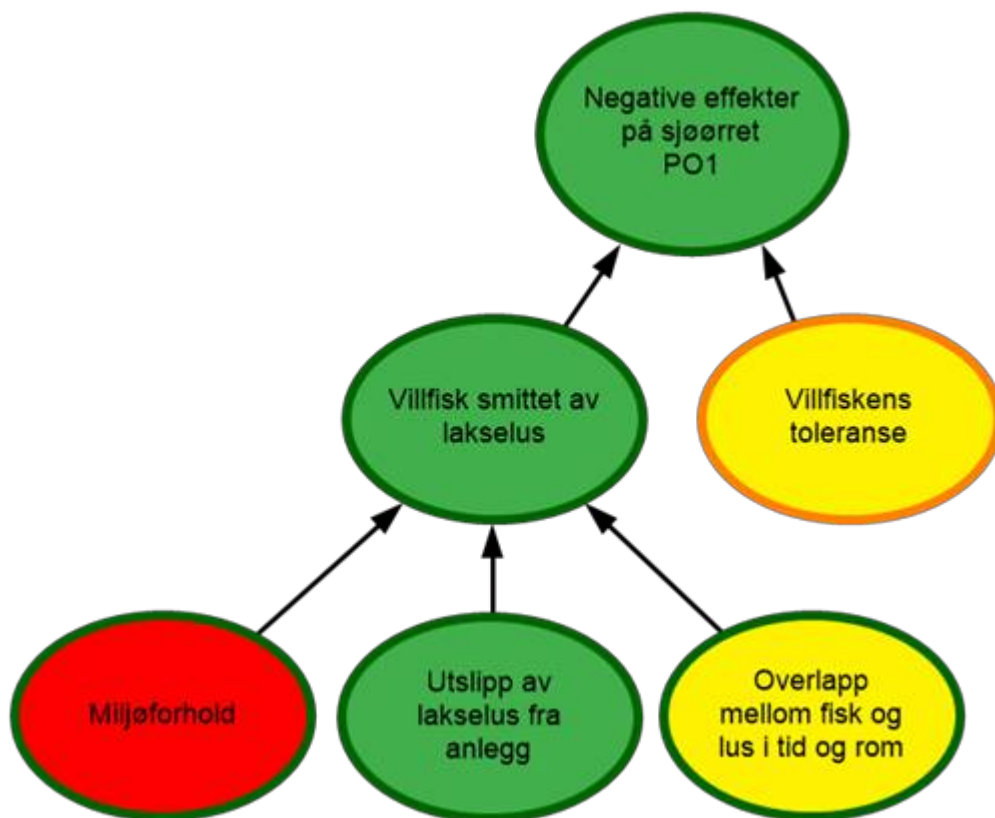 Negative effekter
på sjøørret
PO1
Villfisk smittet av
lakselus
Villfiskens
toleranse
Miljøforhold
Utslipp av
lakselus fra
anlegg
Overlapp
mellom fisk og
lus i tid og rom